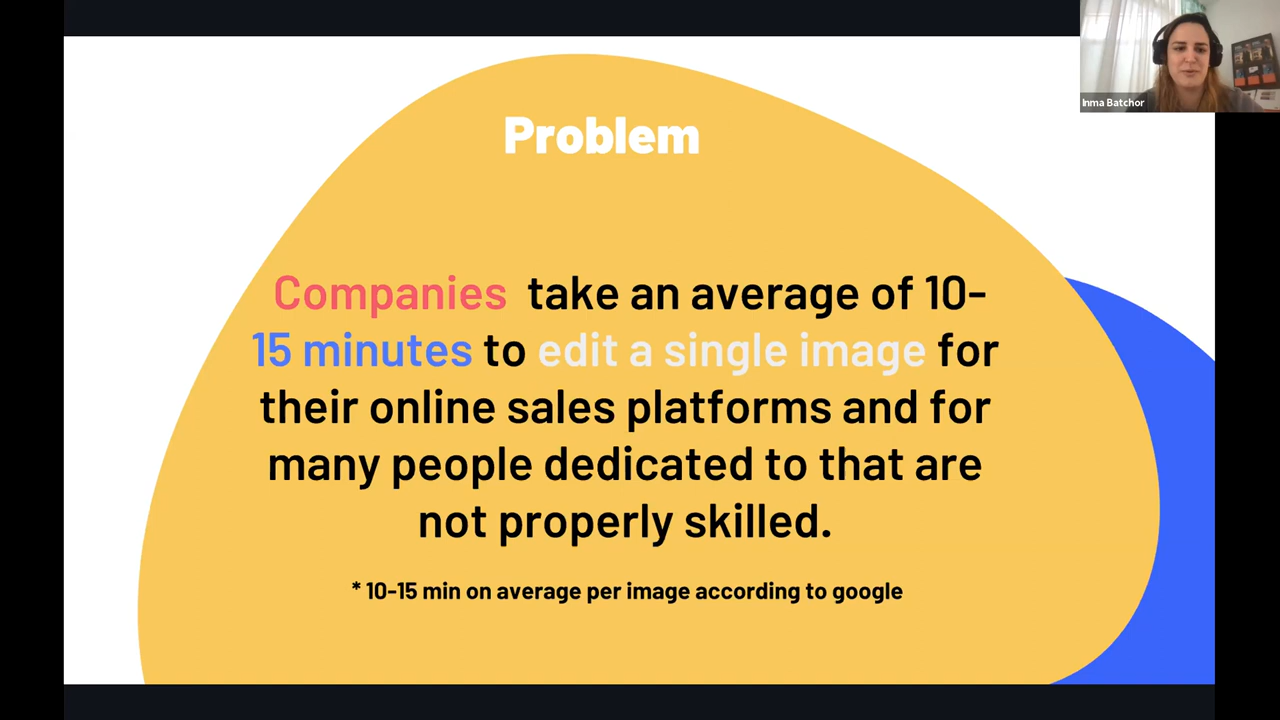 Problem
Companies take an average of 10-
15 minutes to edit a single image for
their online sales platforms and for
many people dedicated to that are
not properly skilled.
* 10-15 min on average per image according to google
Inma Batchor